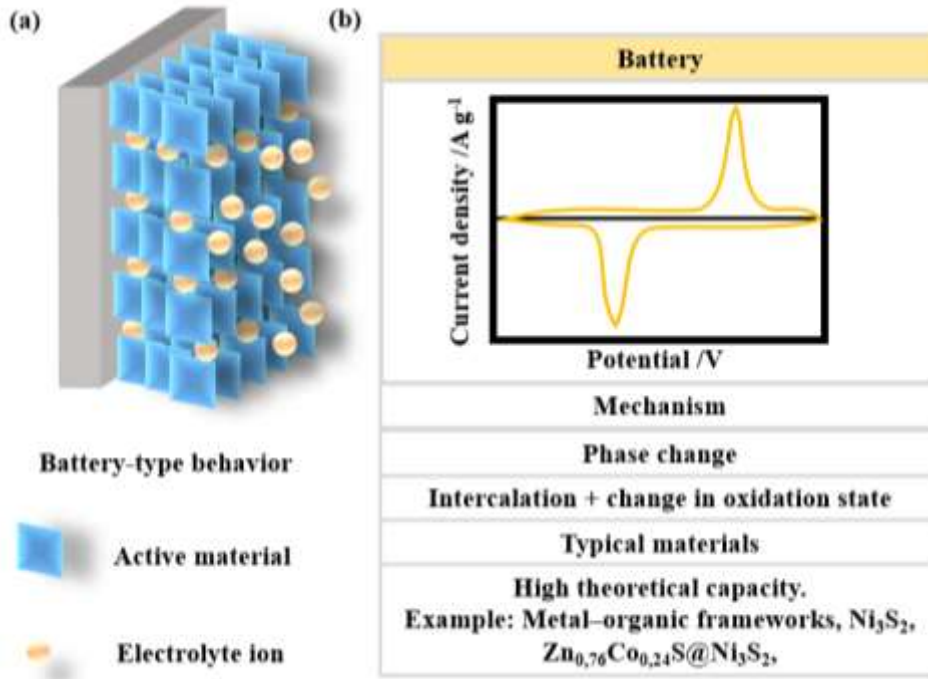 (a)
Battery-type behavior
Active material
Electrolyte ion
(b)
Battery
Current density /A g⁻¹
Potential /V
Mechanism
Phase change
Intercalation + change in oxidation state
Typical materials
High theoretical capacity.
Example: Metal–organic frameworks, Ni₃S₂,
Zn₀,₇₆Co₀,₂₄S@Ni₃S₂,